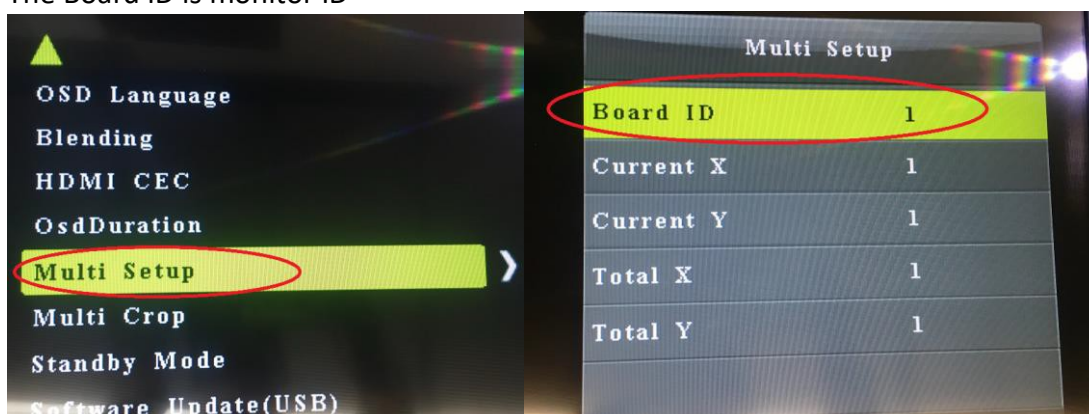 The Board ID is monitor ID
OSD Language
Blending
HDMI CEC
OsdDuration
Multi Setup
Multi Crop
Standby Mode
Software Update(USB)
Multi Setup
Board ID 1
Current X 1
Current Y 1
Total X 1
Total Y 1